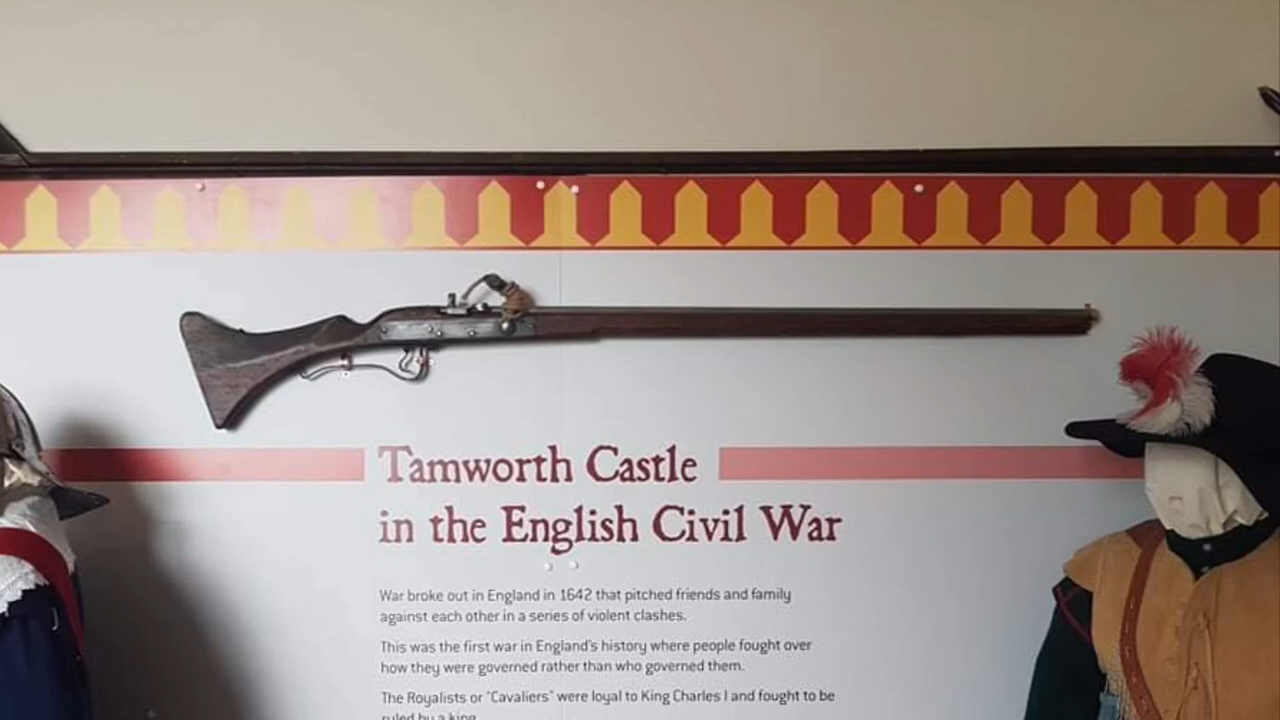 Tamworth Castle
in the English Civil War
War broke out in England in 1642 that pitched friends and family
against each other in a series of violent clashes.
This was the first war in England's history where people fought over
how they were governed rather than who governed them.
The Royalists or "Cavaliers" were loyal to King Charles I and fought to be
ruled by a king